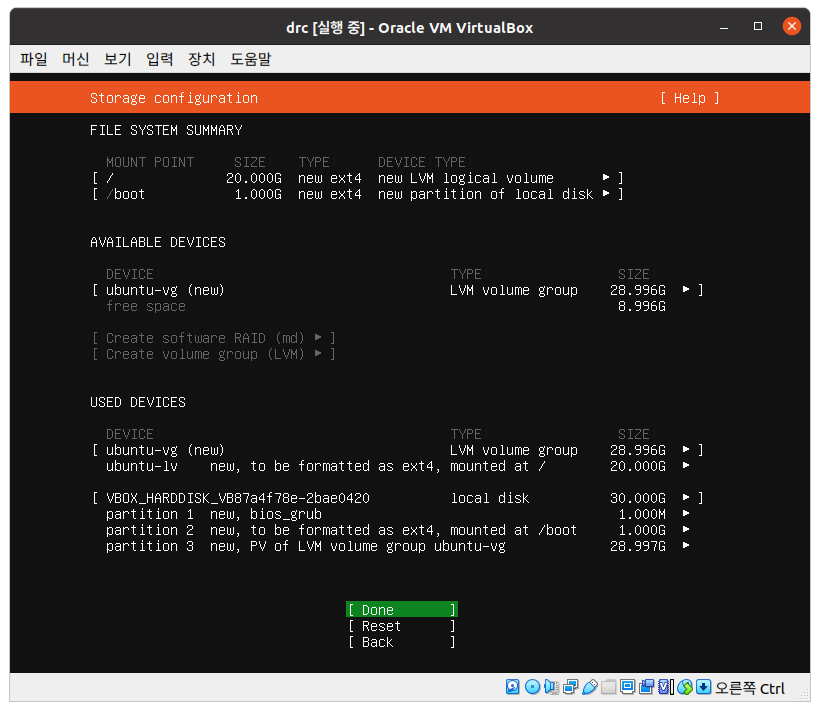 drc [실행 중] - Oracle VM VirtualBox
파일 머신 보기 입력 장치 도움말
Storage configuration [ Help ]
FILE SYSTEM SUMMARY
MOUNT POINT SIZE TYPE DEVICE TYPE
[ / 20.000G new ext4 new LVM logical volume ▸ ]
[ /boot 1.000G new ext4 new partition of local disk ▸ ]
AVAILABLE DEVICES
DEVICE TYPE SIZE
[ ubuntu-vg (new) LVM volume group 28.996G ▸ ]
free space 8.996G
[ Create software RAID (md) ▸ ]
[ Create volume group (LVM) ▸ ]
USED DEVICES
DEVICE TYPE SIZE
[ ubuntu-vg (new) LVM volume group 28.996G ▸ ]
ubuntu-lv new, to be formatted as ext4, mounted at / 20.000G ▸
[ VBOX_HARDDISK_VB87a4f78e-2bae0420 local disk 30.000G ▸ ]
partition 1 new, bios_grub 1.000M ▸
partition 2 new, to be formatted as ext4, mounted at /boot 1.000G ▸
partition 3 new, PV of LVM volume group ubuntu-vg 28.997G ▸
[ Done ]
[ Reset ]
[ Back ]
오른쪽 Ctrl